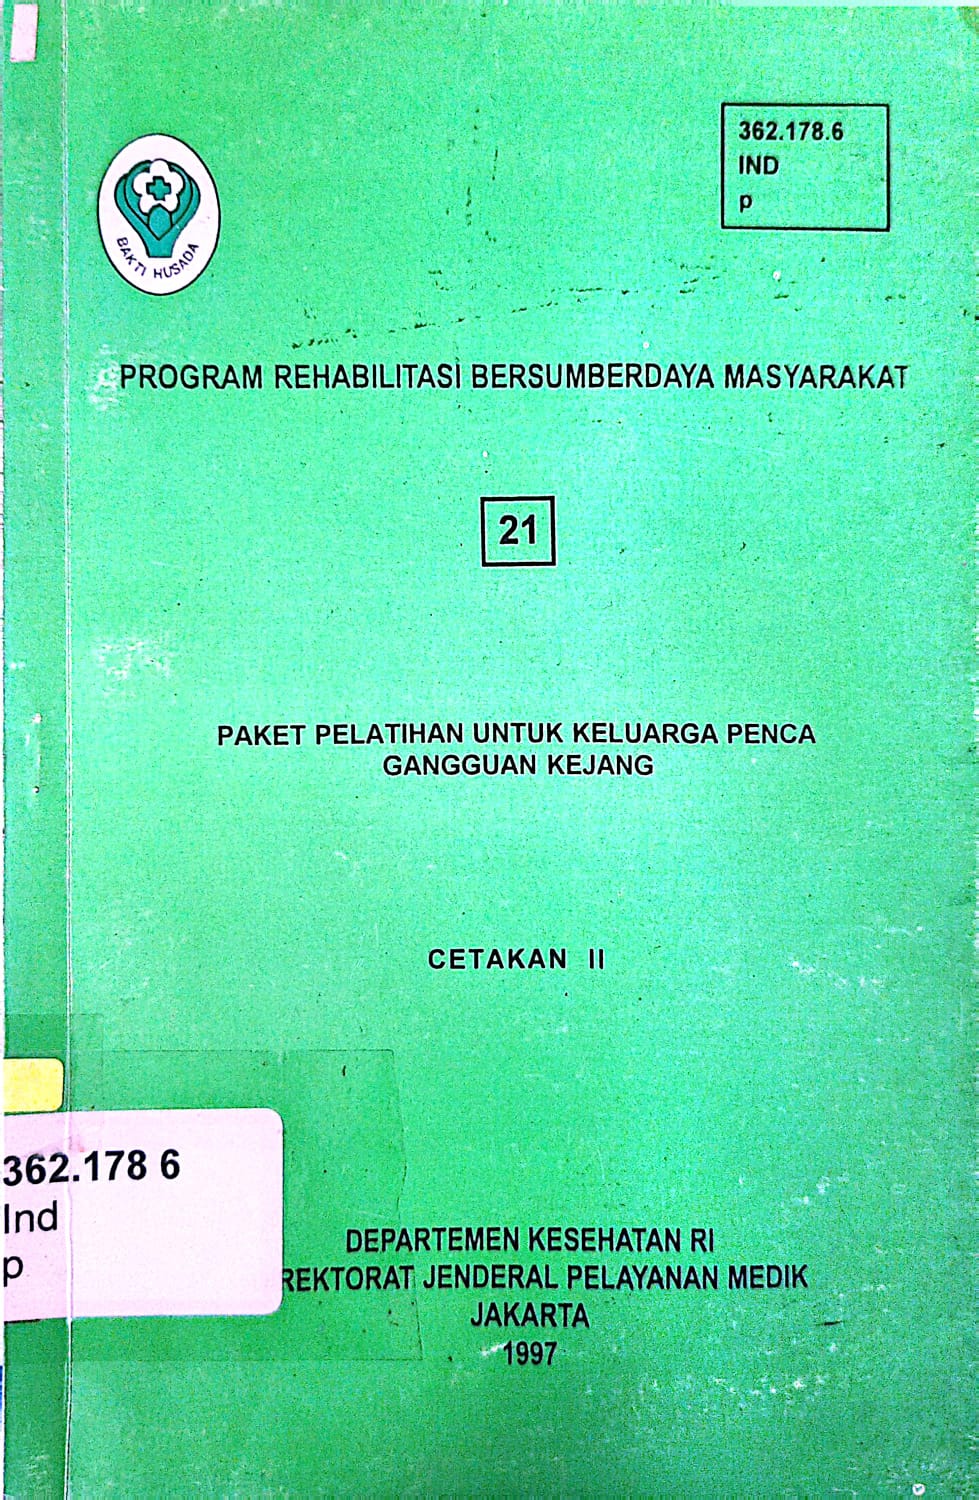 362.178.6
IND
p
BAKTI HUSADA
PROGRAM REHABILITASI BERSUMBERDAYA MASYARAKAT
21
PAKET PELATIHAN UNTUK KELUARGA PENCA
GANGGUAN KEJANG
CETAKAN II
362.178 6
Ind
p
DEPARTEMEN KESEHATAN RI
REKTORAT JENDERAL PELAYANAN MEDIK
JAKARTA
1997